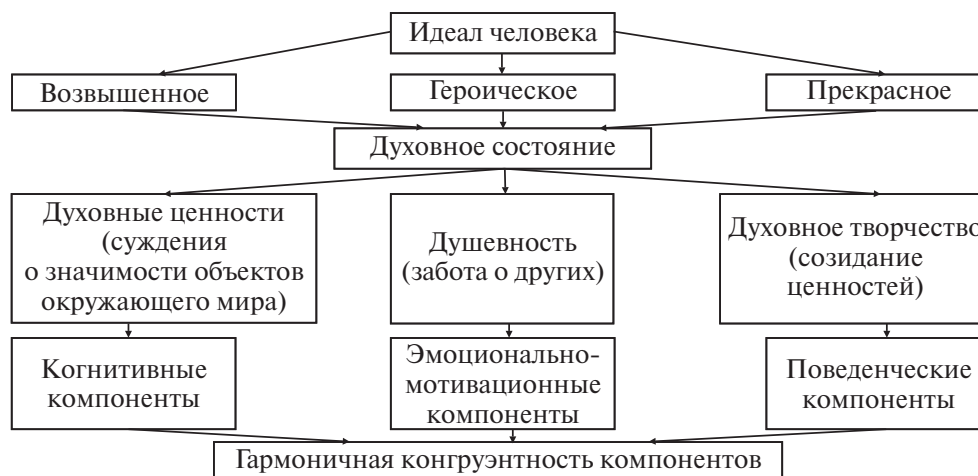 Идеал человека
Возвышенное
Героическое
Прекрасное
Духовное состояние
Духовные ценности
(суждения
о значимости объектов
окружающего мира)
Душевность
(забота о других)
Духовное творчество
(созидание
ценностей)
Когнитивные
компоненты
Эмоционально-
мотивационные
компоненты
Поведенческие
компоненты
Гармоничная конгруэнтность компонентов